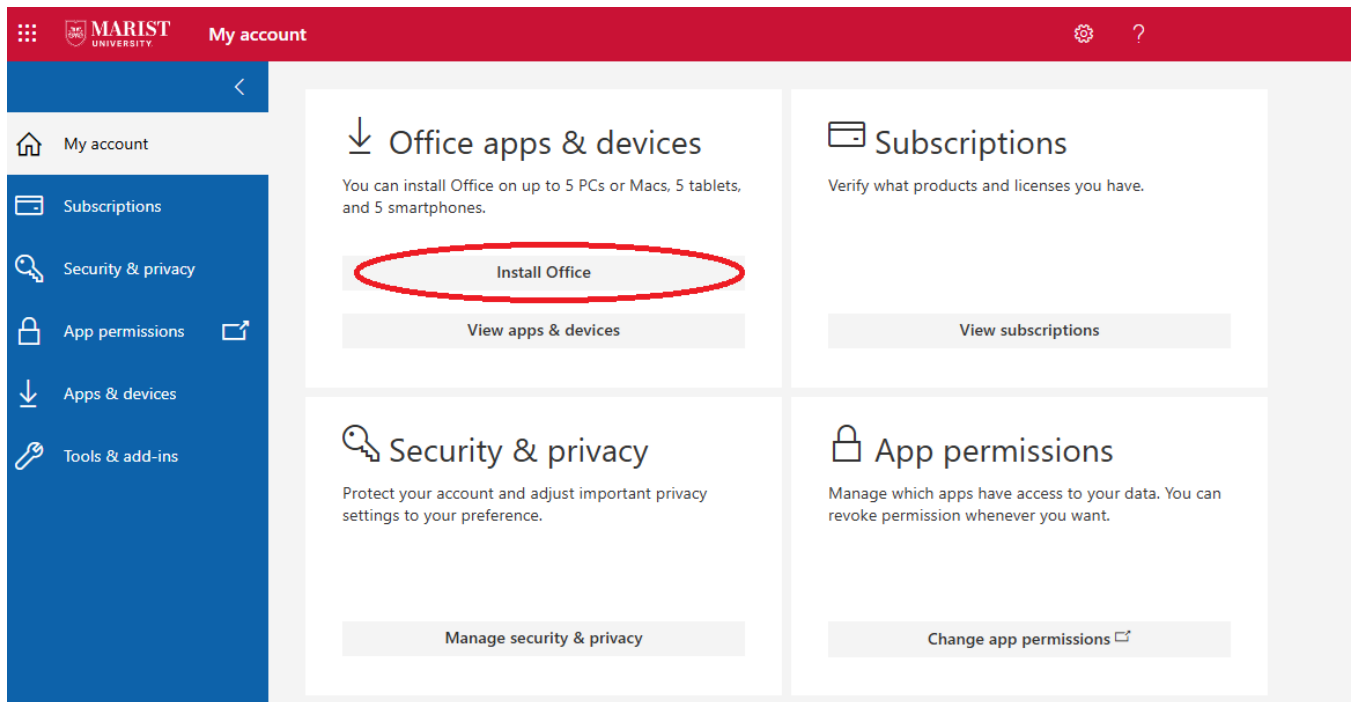 MARIST
UNIVERSITY
My account
?
My account
Subscriptions
Security & privacy
App permissions
Apps & devices
Tools & add-ins
Office apps & devices
You can install Office on up to 5 PCs or Macs, 5 tablets,
and 5 smartphones.
Install Office
View apps & devices
Subscriptions
Verify what products and licenses you have.
View subscriptions
Security & privacy
Protect your account and adjust important privacy
settings to your preference.
Manage security & privacy
App permissions
Manage which apps have access to your data. You can
revoke permission whenever you want.
Change app permissions